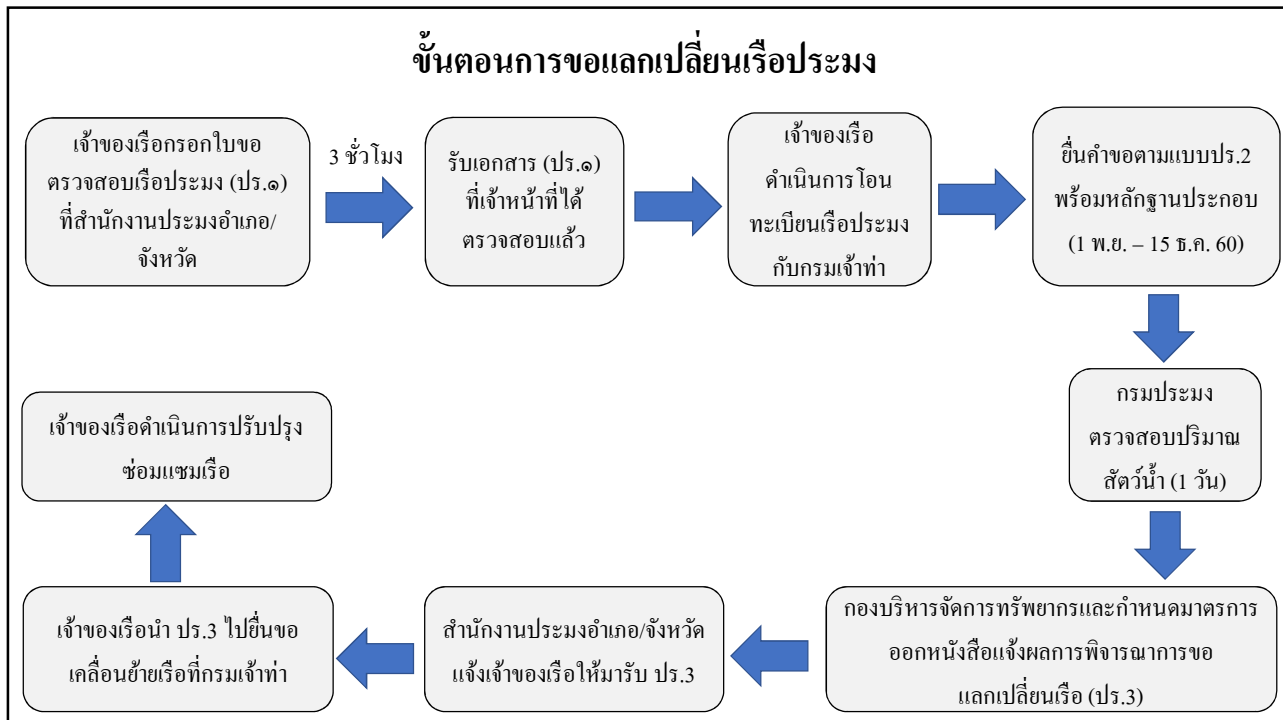 ขั้นตอนการขอแลกเปลี่ยนเรือประมง
เจ้าของเรือกรอกใบขอ
ตรวจสอบเรือประมง (ปร.๑)
ที่สำนักงานประมงอำเภอ/
จังหวัด
3 ชั่วโมง
รับเอกสาร (ปร.๑)
ที่เจ้าหน้าที่ได้
ตรวจสอบแล้ว
เจ้าของเรือ
ดำเนินการโอน
ทะเบียนเรือประมง
กับกรมเจ้าท่า
ยื่นคำขอตามแบบปร.2
พร้อมหลักฐานประกอบ
(1 พ.ย. – 15 ธ.ค. 60)
กรมประมง
ตรวจสอบปริมาณ
สัตว์น้ำ (1 วัน)
กองบริหารจัดการทรัพยากรและกำหนดมาตรการ
ออกหนังสือแจ้งผลการพิจารณาการขอ
แลกเปลี่ยนเรือ (ปร.3)
สำนักงานประมงอำเภอ/จังหวัด
แจ้งเจ้าของเรือให้มารับ ปร.3
เจ้าของเรือนำ ปร.3 ไปยื่นขอ
เคลื่อนย้ายเรือที่กรมเจ้าท่า
เจ้าของเรือดำเนินการปรับปรุง
ซ่อมแซมเรือ